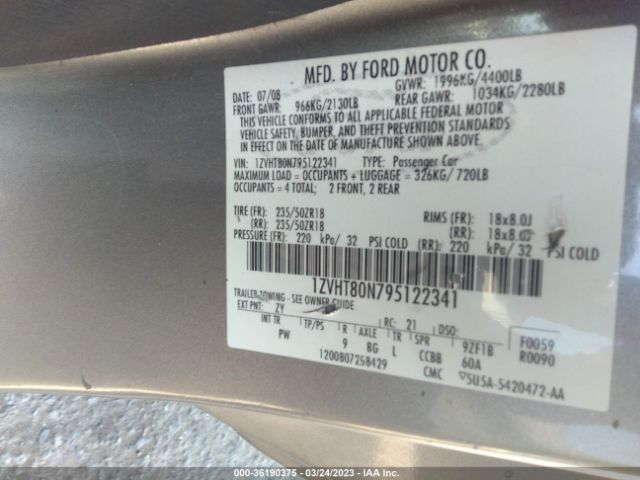 MFD. BY FORD MOTOR CO.
DATE: 07/08 GVWR: 1996KG/4400LB
FRONT GAWR: 966KG/2130LB REAR GAWR: 1034KG/2280LB
THIS VEHICLE CONFORMS TO ALL APPLICABLE FEDERAL MOTOR
VEHICLE SAFETY, BUMPER, AND THEFT PREVENTION STANDARDS
IN EFFECT ON THE DATE OF MANUFACTURE SHOWN ABOVE.
VIN: 1ZVHT80N795122341 TYPE: Passenger Car
MAXIMUM LOAD = OCCUPANTS + LUGGAGE = 326KG/ 720LB
OCCUPANTS = 4 TOTAL; 2 FRONT, 2 REAR
TIRE (FR): 235/50ZR18 RIMS (FR): 18x8.0J
(RR): 235/50ZR18 (RR): 18x8.0J
PRESSURE (FR): 220 kPa/ 32 PSI COLD (RR): 220 kPa/ 32 PSI COLD
1ZVHT80N795122341
TRAILER TOWING - SEE OWNER GUIDE
EXT PNT: ZY RC: 21 DSO: F0059
INT TR TP/PS R AXLE TR SPR 9ZF1B R0090
PW 9 BG L CCBB 60A
1200807258429 CMC 5U5A-5420472-AA
000-36190375 - 03/24/2023 - IAA Inc.